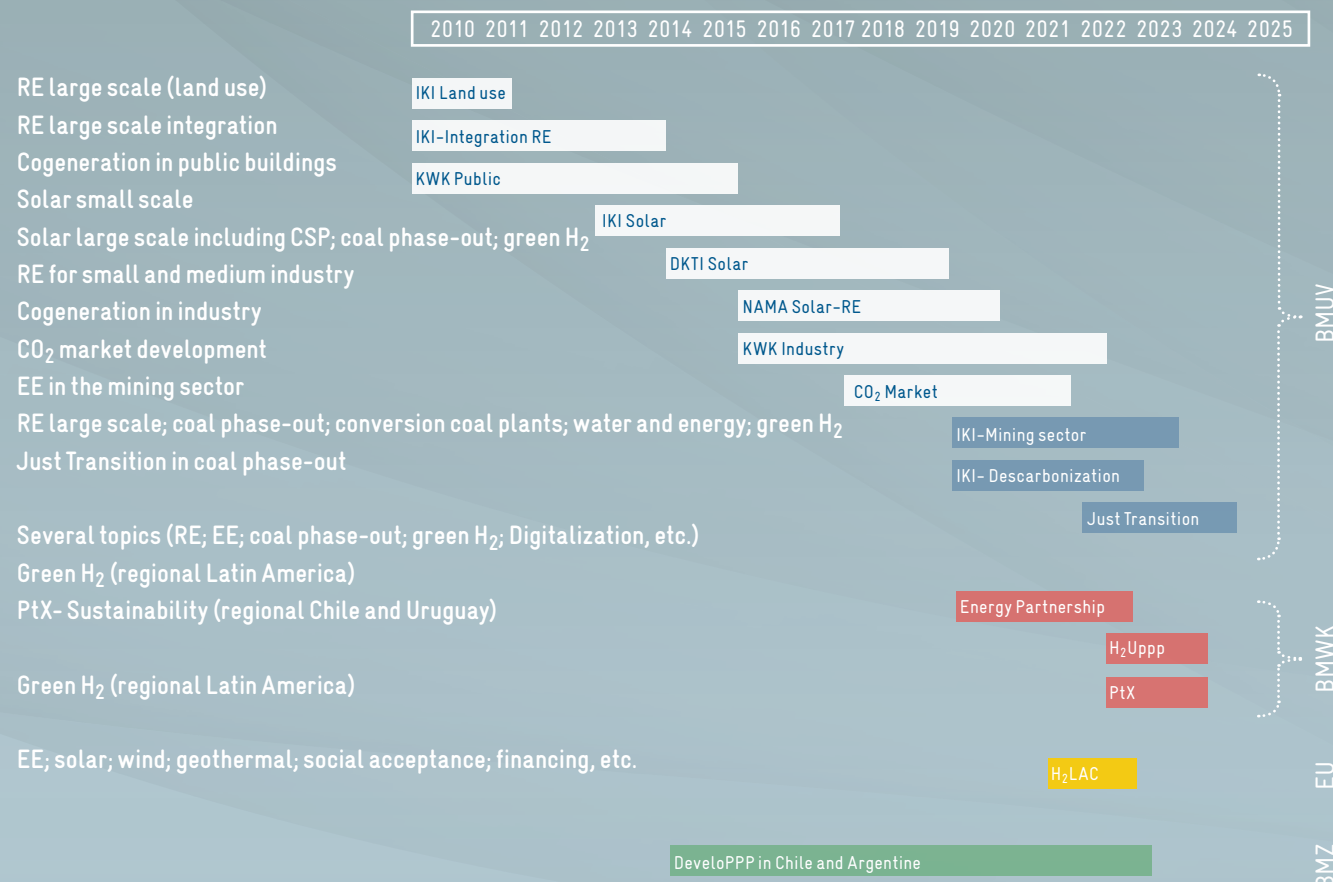 2010 2011 2012 2013 2014 2015 2016 2017 2018 2019 2020 2021 2022 2023 2024 2025
RE large scale (land use)
IKI Land use
RE large scale integration
IKI-Integration RE
Cogeneration in public buildings
KWK Public
Solar small scale
IKI Solar
Solar large scale including CSP; coal phase-out; green H₂
DKTI Solar
RE for small and medium industry
NAMA Solar-RE
Cogeneration in industry
KWK Industry
CO₂ market development
CO₂ Market
EE in the mining sector
IKI-Mining sector
RE large scale; coal phase-out; conversion coal plants; water and energy; green H₂
IKI- Descarbonization
Just Transition in coal phase-out
Just Transition
BMUV
Several topics (RE; EE; coal phase-out; green H₂; Digitalization, etc.)
Energy Partnership
Green H₂ (regional Latin America)
H₂Uppp
PtX- Sustainability (regional Chile and Uruguay)
PtX
BMWK
Green H₂ (regional Latin America)
H₂LAC
EU
EE; solar; wind; geothermal; social acceptance; financing, etc.
DeveloPPP in Chile and Argentine
BMZ